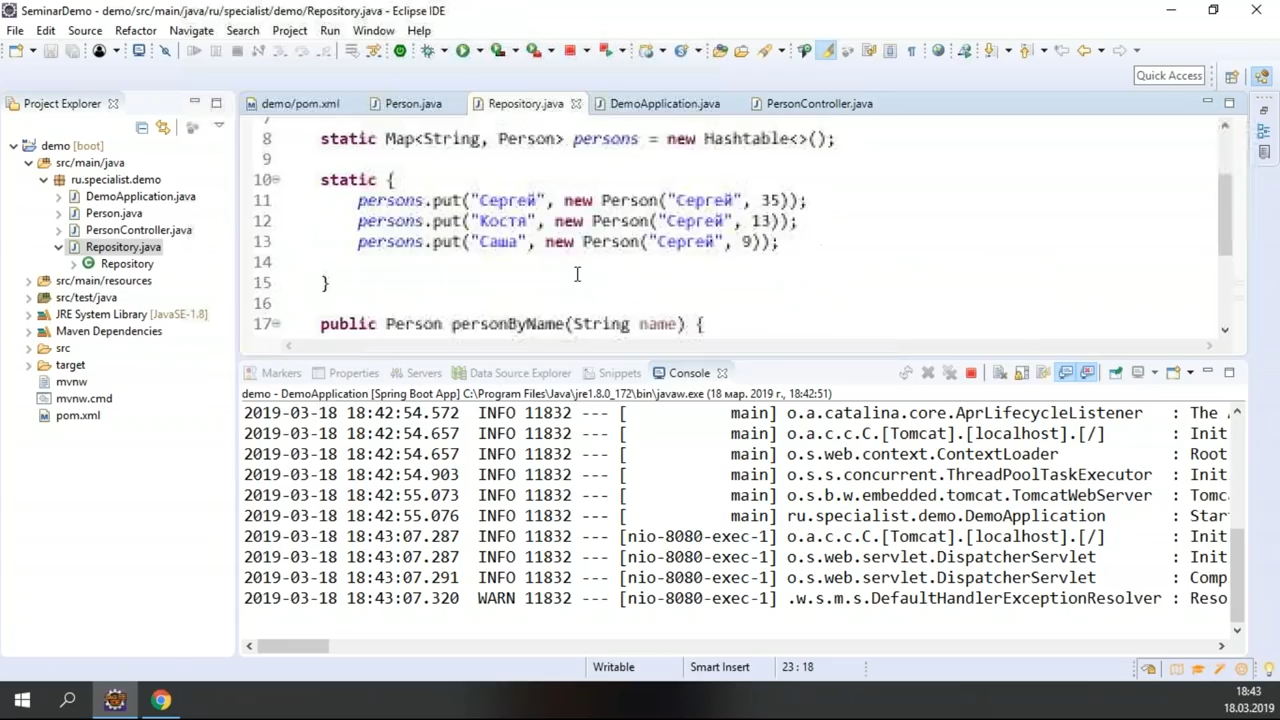 SeminarDemo - demo/src/main/java/ru/specialist/demo/Repository.java - Eclipse IDE
File Edit Source Refactor Navigate Search Project Run Window Help
Quick Access
Project Explorer
demo [boot]
src/main/java
ru.specialist.demo
DemoApplication.java
Person.java
PersonController.java
Repository.java
Repository
src/main/resources
src/test/java
JRE System Library [JavaSE-1.8]
Maven Dependencies
src
target
mvnw
mvnw.cmd
pom.xml
demo/pom.xml Person.java Repository.java DemoApplication.java PersonController.java
8 static Map<String, Person> persons = new Hashtable<>();
9
10 static {
11 persons.put("Сергей", new Person("Сергей", 35));
12 persons.put("Костя", new Person("Сергей", 13));
13 persons.put("Саша", new Person("Сергей", 9));
14
15 }
16
17 public Person personByName(String name) {
Markers Properties Servers Data Source Explorer Snippets Console
demo - DemoApplication [Spring Boot App] C:\Program Files\Java\jre1.8.0_172\bin\javaw.exe (18 мар. 2019 г., 18:42:51)
2019-03-18 18:42:54.572 INFO 11832 --- [ main] o.a.catalina.core.AprLifecycleListener : The
2019-03-18 18:42:54.657 INFO 11832 --- [ main] o.a.c.c.C.[Tomcat].[localhost].[/] : Init
2019-03-18 18:42:54.657 INFO 11832 --- [ main] o.s.web.context.ContextLoader : Root
2019-03-18 18:42:54.903 INFO 11832 --- [ main] o.s.s.concurrent.ThreadPoolTaskExecutor : Init
2019-03-18 18:42:55.073 INFO 11832 --- [ main] o.s.b.w.embedded.tomcat.TomcatWebServer : Tomc
2019-03-18 18:42:55.076 INFO 11832 --- [ main] ru.specialist.demo.DemoApplication : Star
2019-03-18 18:43:07.287 INFO 11832 --- [nio-8080-exec-1] o.a.c.c.C.[Tomcat].[localhost].[/] : Init
2019-03-18 18:43:07.287 INFO 11832 --- [nio-8080-exec-1] o.s.web.servlet.DispatcherServlet : Init
2019-03-18 18:43:07.291 INFO 11832 --- [nio-8080-exec-1] o.s.web.servlet.DispatcherServlet : Comp
2019-03-18 18:43:07.320 WARN 11832 --- [nio-8080-exec-1] .w.s.m.s.DefaultHandlerExceptionResolver : Reso
Writable Smart Insert 23 : 18
18:43
18.03.2019